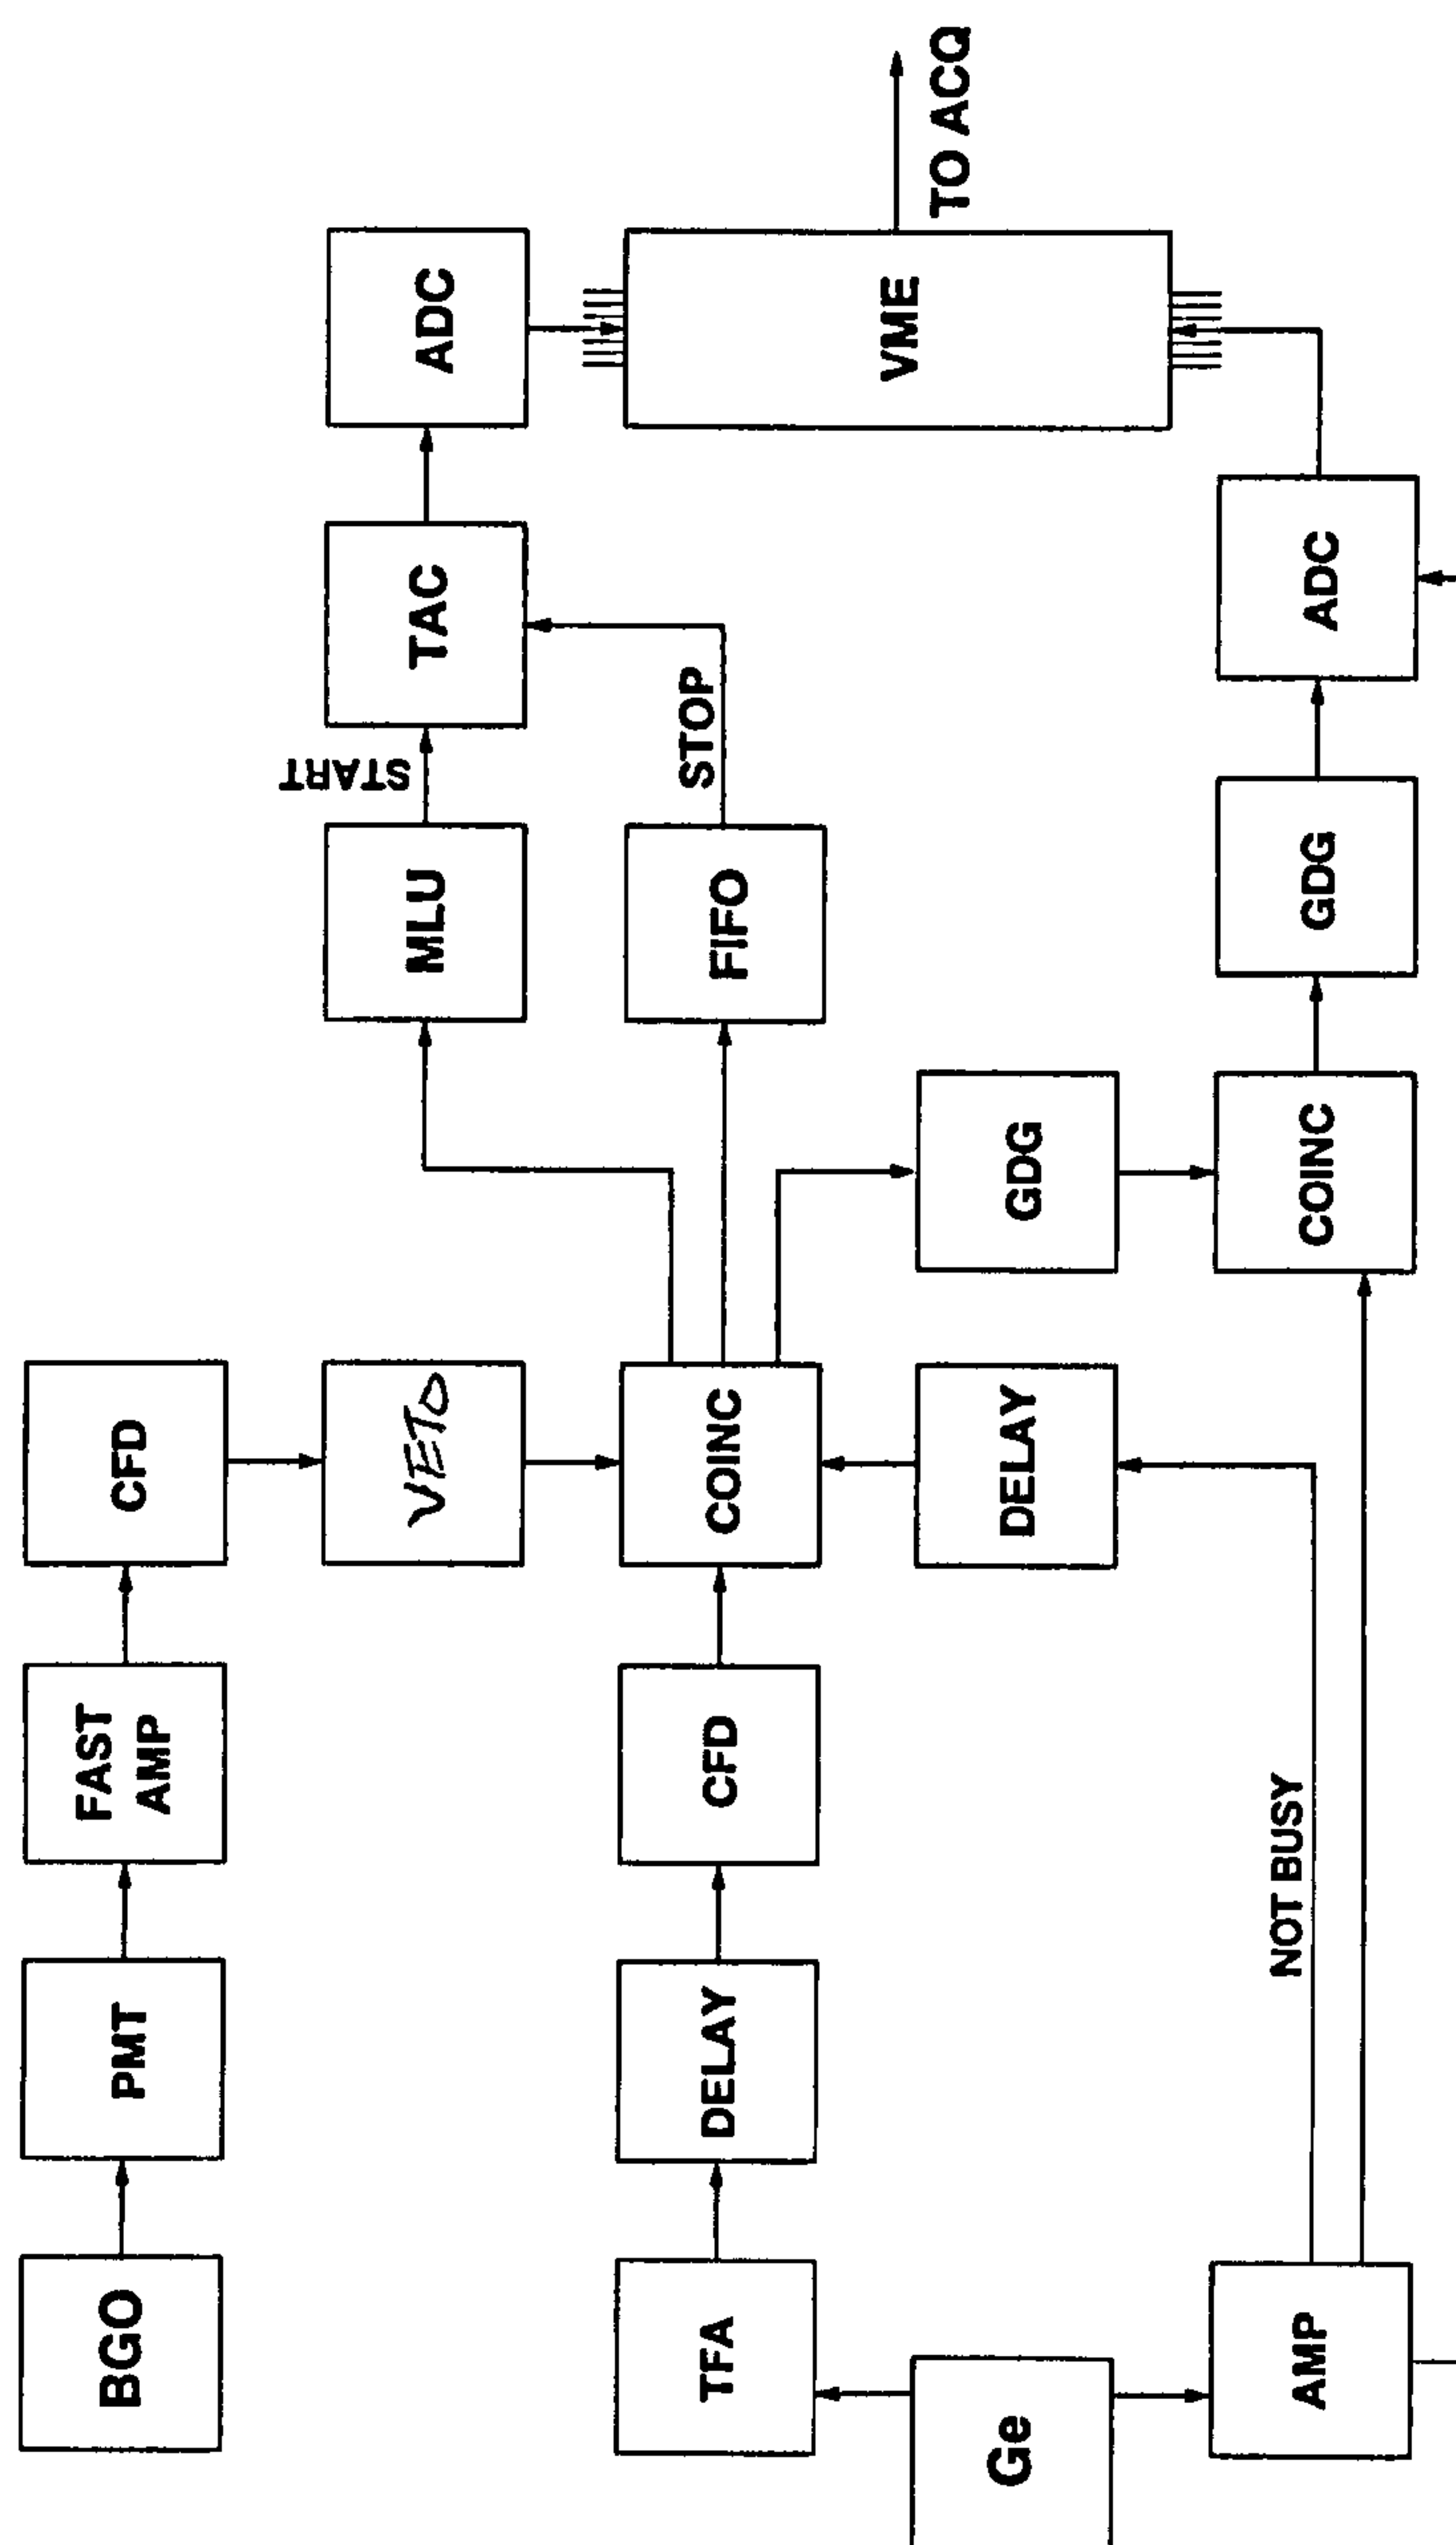 BGO
PMT
FAST
AMP
CFD
VETO
TFA
DELAY
CFD
COINC
MLU
START
TAC
ADC
FIFO
STOP
VME
TO ACQ
Ge
DELAY
GDG
AMP
NOT BUSY
COINC
GDG
ADC